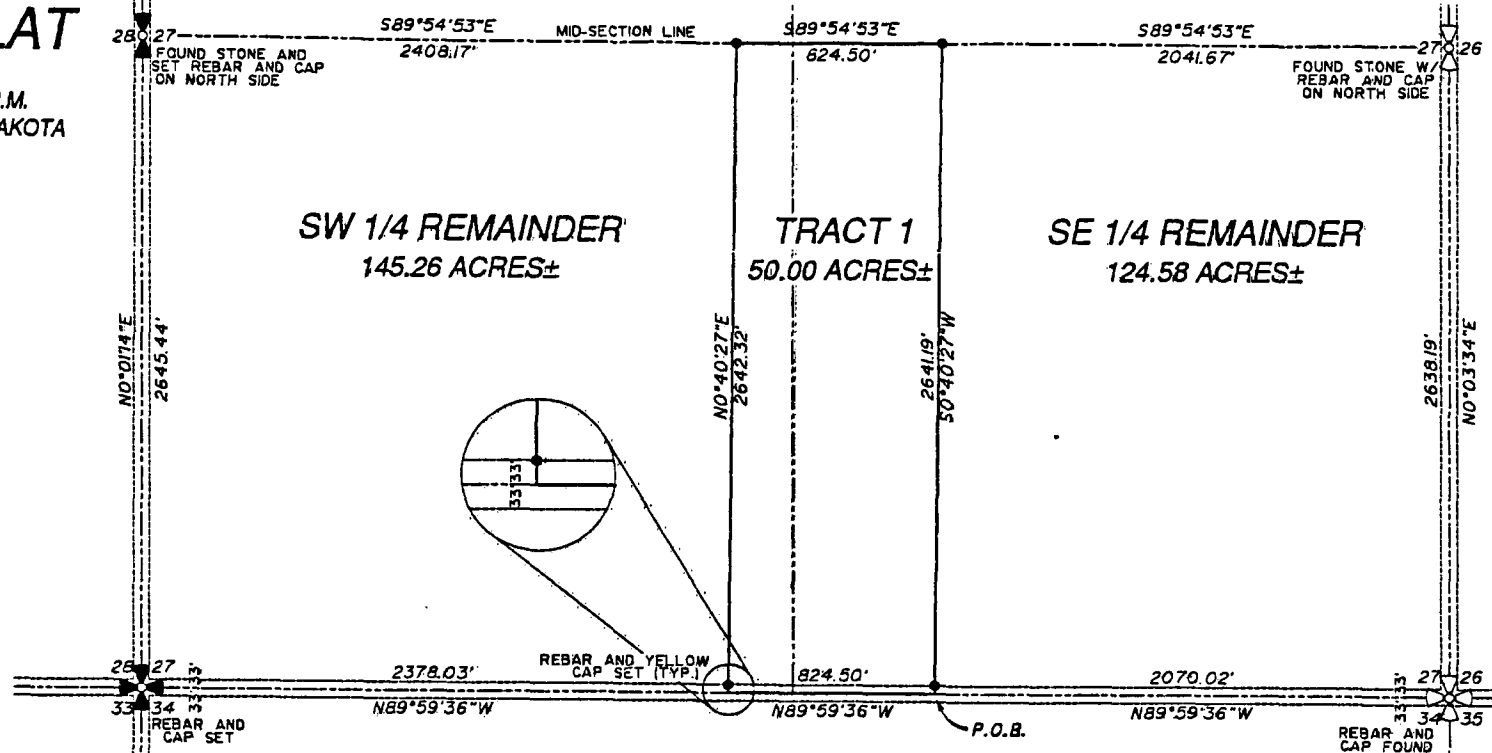 LAT
.M.
AKOTA
28 27
S89°54'53"E
2408.17'
MID-SECTION LINE
S89°54'53"E
824.50'
S89°54'53"E
2041.67'
27 26
FOUND STONE AND
SET REBAR AND CAP
ON NORTH SIDE
FOUND STONE W/
REBAR AND CAP
ON NORTH SIDE
SW 1/4 REMAINDER
145.26 ACRES±
TRACT 1
50.00 ACRES±
SE 1/4 REMAINDER
124.58 ACRES±
N0°01'14"E
2645.44'
N0°40'27"E
2642.32'
2641.19'
S0°40'27"W
2638.19'
N0°03'34"E
33'33'
28 27
33 34
33'33'
REBAR AND
CAP SET
2378.03'
N89°59'36"W
REBAR AND YELLOW
CAP SET (TYP.)
824.50'
N89°59'36"W
P.O.B.
2070.02'
N89°59'36"W
27 26
34 35
33'33'
REBAR AND
CAP FOUND